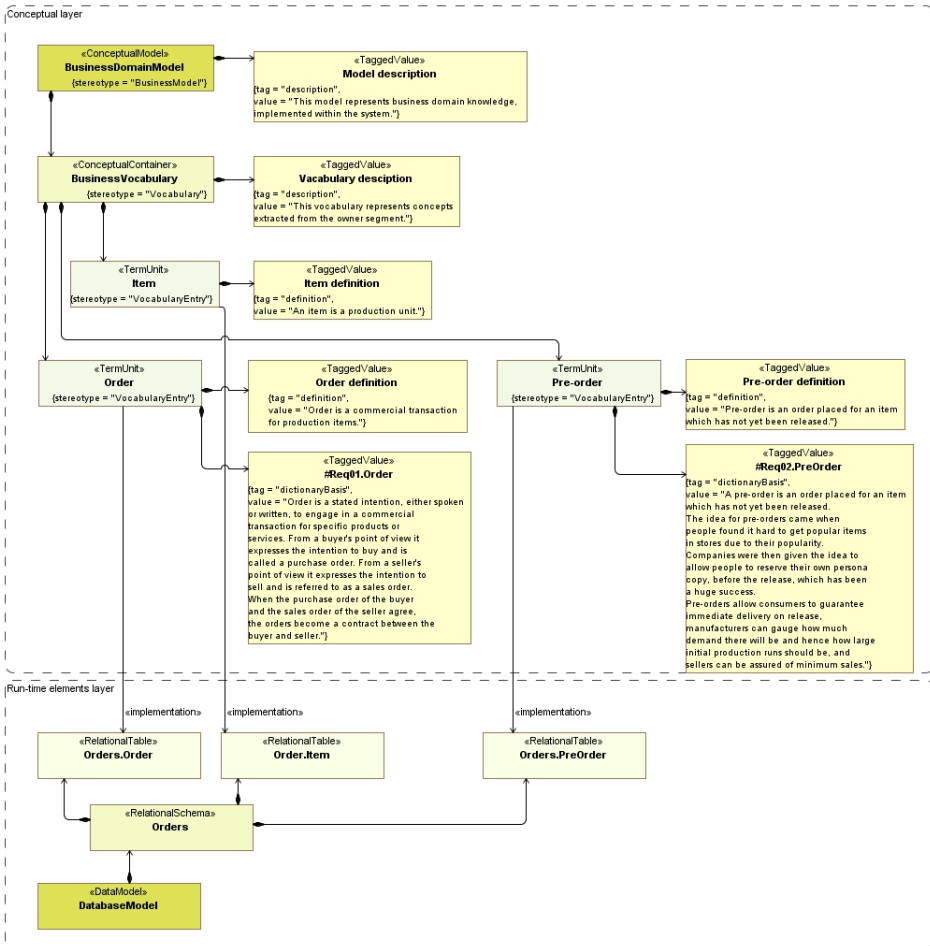 Conceptual layer
«ConceptualModel»
BusinessDomainModel
{stereotype = "BusinessModel"}
«TaggedValue»
Model description
{tag = "description",
value = "This model represents business domain knowledge,
implemented within the system."}
«ConceptualContainer»
BusinessVocabulary
{stereotype = "Vocabulary"}
«TaggedValue»
Vacabulary desciption
{tag = "description",
value = "This vocabulary represents concepts
extracted from the owner segment."}
«TermUnit»
Item
{stereotype = "VocabularyEntry"}
«TaggedValue»
Item definition
{tag = "definition",
value = "An item is a production unit."}
«TermUnit»
Order
{stereotype = "VocabularyEntry"}
«TaggedValue»
Order definition
{tag = "definition",
value = "Order is a commercial transaction
for production items."}
«TermUnit»
Pre-order
{stereotype = "VocabularyEntry"}
«TaggedValue»
Pre-order definition
{tag = "definition",
value = "Pre-order is an order placed for an item
which has not yet been released."}
«TaggedValue»
#Req01.Order
{tag = "dictionaryBasis",
value = "Order is a stated intention, either spoken
or written, to engage in a commercial
transaction for specific products or
services. From a buyer's point of view it
expresses the intention to buy and is
called a purchase order. From a seller's
point of view it expresses the intention to
sell and is referred to as a sales order.
When the purchase order of the buyer
and the sales order of the seller agree,
the orders become a contract between the
buyer and seller."}
«TaggedValue»
#Req02.PreOrder
{tag = "dictionaryBasis",
value = "A pre-order is an order placed for an item
which has not yet been released.
The idea for pre-orders came when
people found it hard to get popular items
in stores due to their popularity.
Companies were then given the idea to
allow people to reserve their own persona
copy, before the release, which has been
a huge success.
Pre-orders allow consumers to guarantee
immediate delivery on release,
manufacturers can gauge how much
demand there will be and hence how large
initial production runs should be, and
sellers can be assured of minimum sales."}
Run-time elements layer
«implementation»
«implementation»
«implementation»
«RelationalTable»
Orders.Order
«RelationalTable»
Order.Item
«RelationalTable»
Orders.PreOrder
«RelationalSchema»
Orders
«DataModel»
DatabaseModel